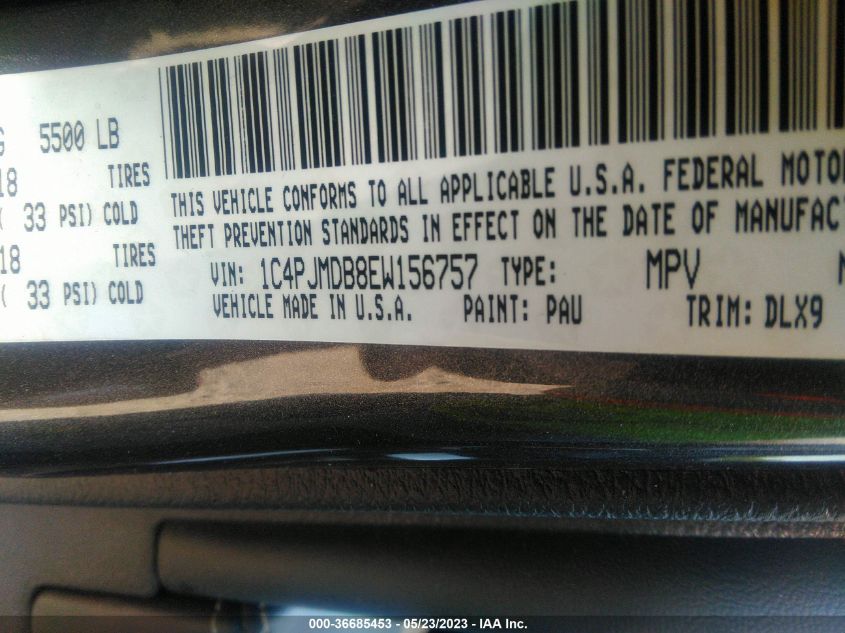 G 5500 LB
18 TIRES
( 33 PSI) COLD
18 TIRES
( 33 PSI) COLD
THIS VEHICLE CONFORMS TO ALL APPLICABLE U.S.A. FEDERAL MOTOR
THEFT PREVENTION STANDARDS IN EFFECT ON THE DATE OF MANUFACT
VIN: 1C4PJMDB8EW156757 TYPE: MPV
VEHICLE MADE IN U.S.A. PAINT: PAU TRIM: DLX9
000-36685453 - 05/23/2023 - IAA Inc.